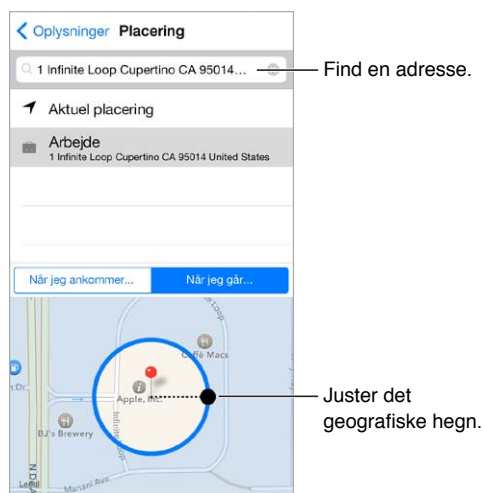 Oplysninger Placering
1 Infinite Loop Cupertino CA 95014...
Find en adresse.
Aktuel placering
Arbejde
1 Infinite Loop Cupertino CA 95014 United States
Når jeg ankommer...
Når jeg går...
Loop
Caffè Macs
Dr.
Apple, Inc.
Infinite Loop
BJ's Brewery
Mariani Ave
N D
Juster det
geografiske hegn.